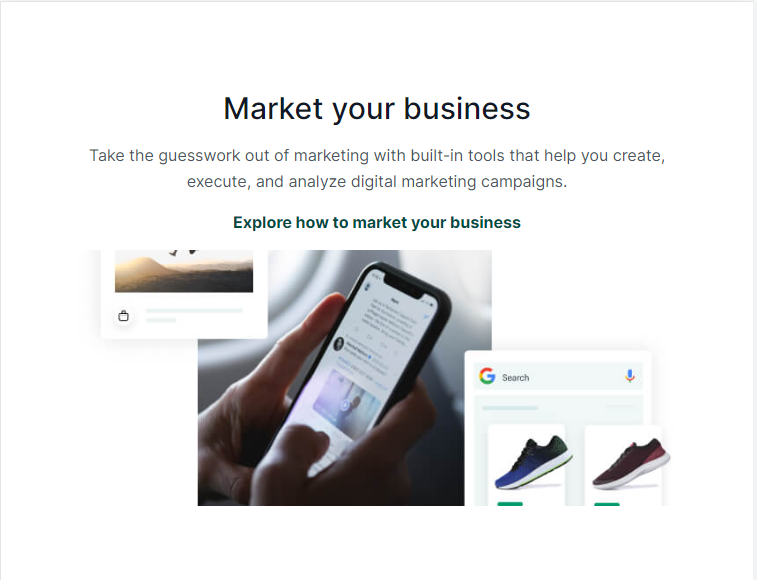 Market your business
Take the guesswork out of marketing with built-in tools that help you create,
execute, and analyze digital marketing campaigns.
Explore how to market your business
Search